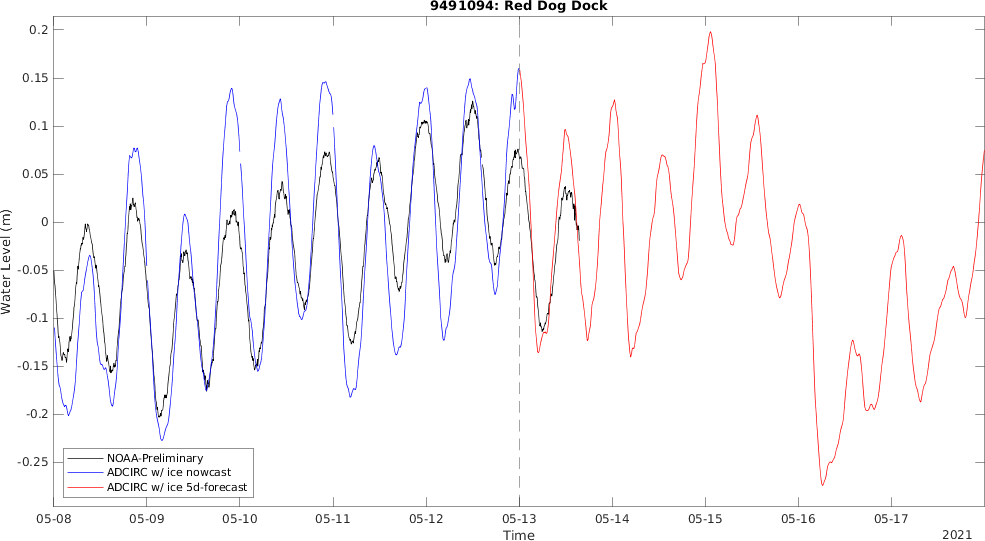 9491094: Red Dog Dock
0.2
0.15
0.1
0.05
0
-0.05
-0.1
-0.15
-0.2
-0.25
Water Level (m)
NOAA-Preliminary
ADCIRC w/ ice nowcast
ADCIRC w/ ice 5d-forecast
05-08 05-09 05-10 05-11 05-12 05-13 05-14 05-15 05-16 05-17
Time
2021